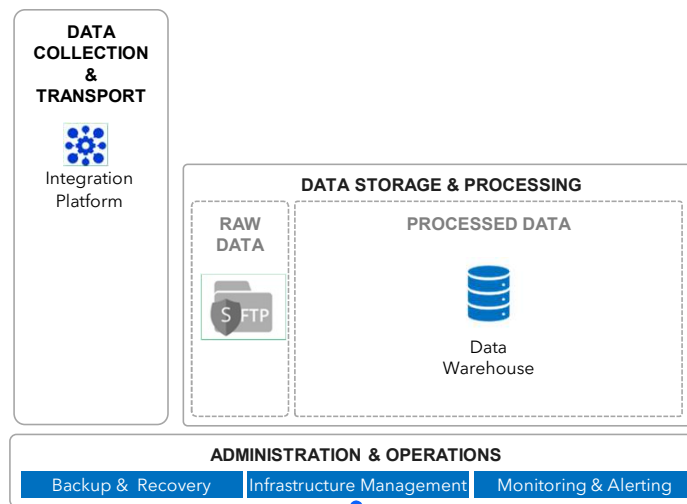 DATA
COLLECTION
&
TRANSPORT
Integration
Platform
DATA STORAGE & PROCESSING
RAW
DATA
S FTP
PROCESSED DATA
Data
Warehouse
ADMINISTRATION & OPERATIONS
Backup & Recovery
Infrastructure Management
Monitoring & Alerting